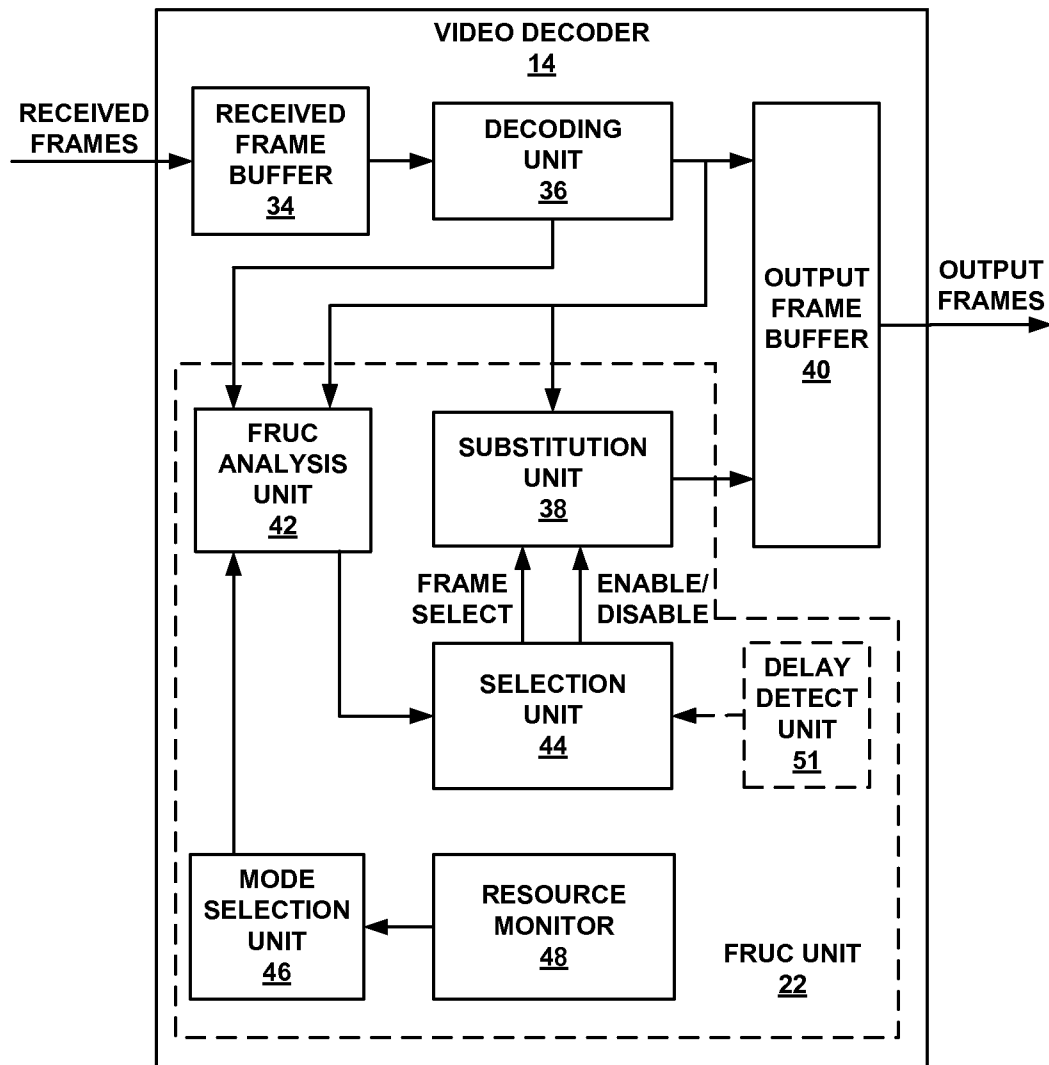 VIDEO DECODER
14
RECEIVED
FRAMES
RECEIVED
FRAME
BUFFER
34
DECODING
UNIT
36
OUTPUT
FRAME
BUFFER
40
OUTPUT
FRAMES
FRUC
ANALYSIS
UNIT
42
SUBSTITUTION
UNIT
38
FRAME
SELECT
ENABLE/
DISABLE
SELECTION
UNIT
44
DELAY
DETECT
UNIT
51
MODE
SELECTION
UNIT
46
RESOURCE
MONITOR
48
FRUC UNIT
22